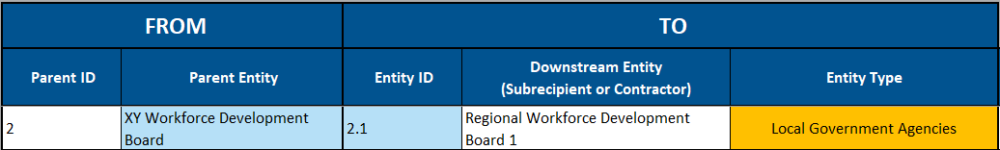 FROM
TO
Parent ID
Parent Entity
Entity ID
Downstream Entity
(Subrecipient or Contractor)
Entity Type
2
XY Workforce Development
Board
2.1
Regional Workforce Development
Board 1
Local Government Agencies